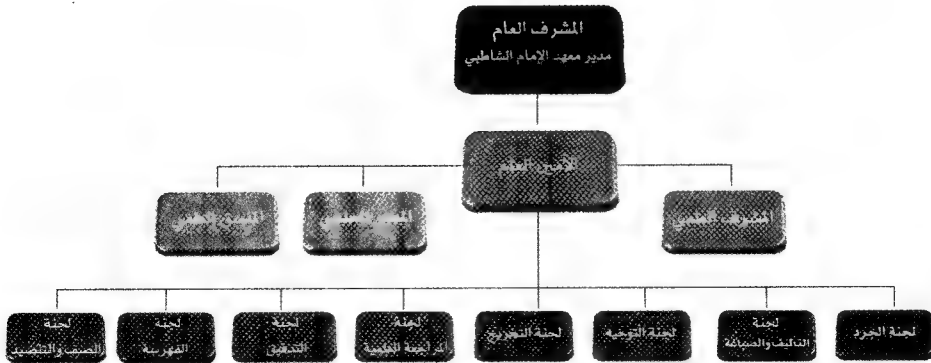 المشرف العام
مدير معهد الإمام الشاطبي
الأمين العام
المشرف العلمي
العلمي
لجنة الجرد
لجنة
التأليف والصياغة
لجنة التوجيه
لجنة التخريج
لجنة
المراجعة العلمية
لجنة
التدقيق
لجنة
الفهرسة
لجنة
الصف والتنضيد